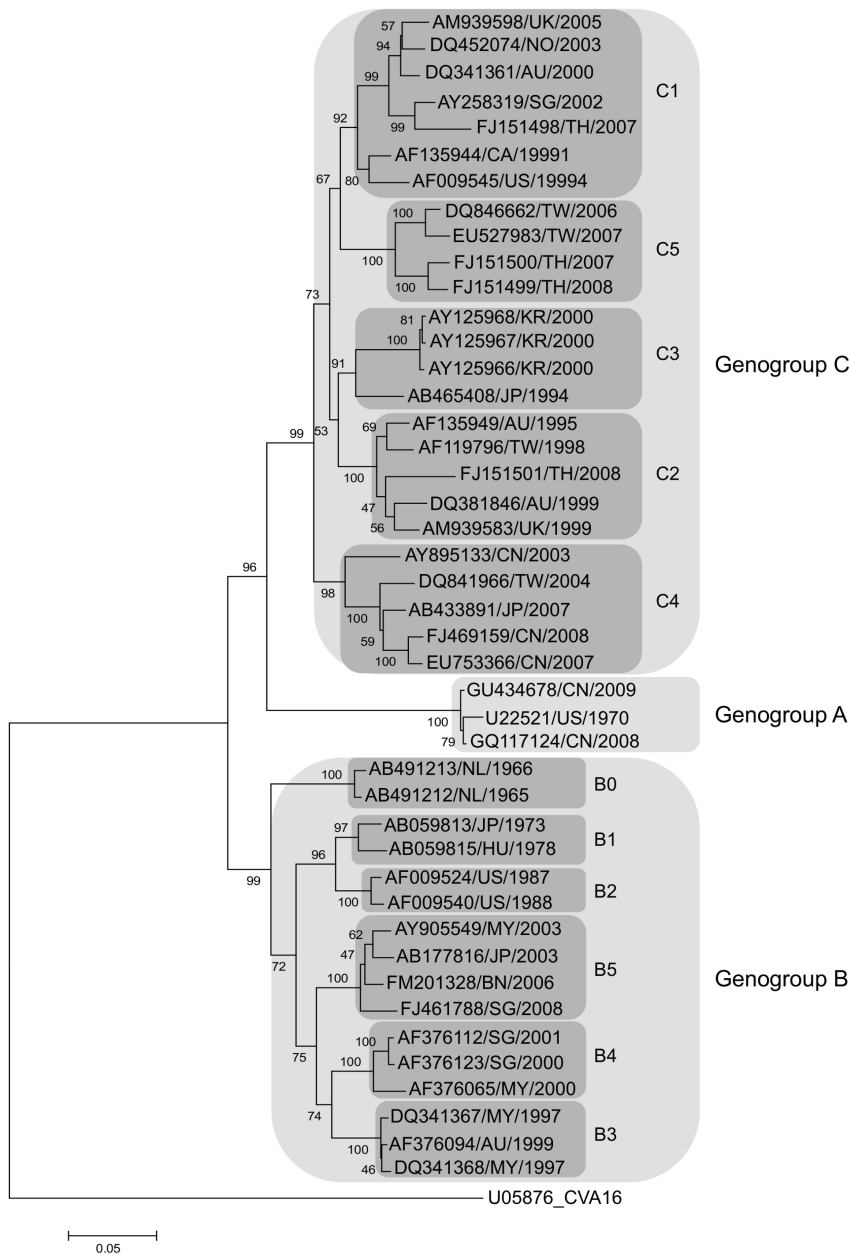 57
AM939598/UK/2005
94
DQ452074/NO/2003
99
DQ341361/AU/2000
C1
AY258319/SG/2002
92
99
FJ151498/TH/2007
AF135944/CA/19991
67
80
AF009545/US/19994
100
DQ846662/TW/2006
EU527983/TW/2007
C5
100
FJ151500/TH/2007
100
FJ151499/TH/2008
73
81
AY125968/KR/2000
100
AY125967/KR/2000
C3
Genogroup C
91
AY125966/KR/2000
AB465408/JP/1994
99
53
69
AF135949/AU/1995
AF119796/TW/1998
100
FJ151501/TH/2008
C2
47
DQ381846/AU/1999
56
AM939583/UK/1999
AY895133/CN/2003
96
98
DQ841966/TW/2004
100
AB433891/JP/2007
C4
59
FJ469159/CN/2008
100
EU753366/CN/2007
GU434678/CN/2009
100
U22521/US/1970
Genogroup A
79
GQ117124/CN/2008
100
AB491213/NL/1966
B0
AB491212/NL/1965
97
AB059813/JP/1973
B1
96
AB059815/HU/1978
99
AF009524/US/1987
B2
100
AF009540/US/1988
62
AY905549/MY/2003
47
AB177816/JP/2003
B5
72
100
FM201328/BN/2006
Genogroup B
FJ461788/SG/2008
100
AF376112/SG/2001
75
100
AF376123/SG/2000
B4
AF376065/MY/2000
74
DQ341367/MY/1997
100
AF376094/AU/1999
B3
46
DQ341368/MY/1997
U05876_CVA16
0.05